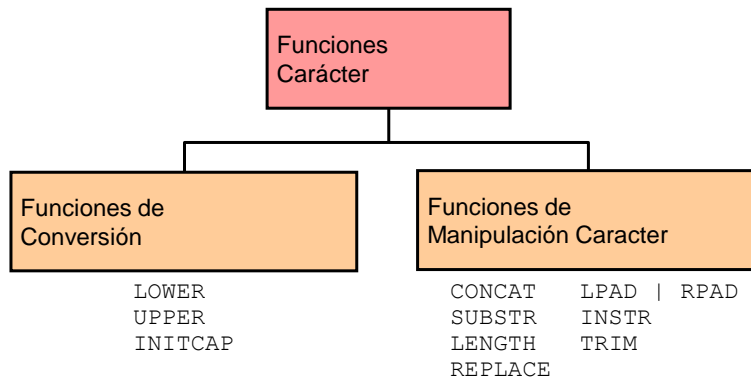 Funciones
Carácter
Funciones de
Conversión
Funciones de
Manipulación Caracter
LOWER
UPPER
INITCAP
CONCAT LPAD | RPAD
SUBSTR INSTR
LENGTH TRIM
REPLACE